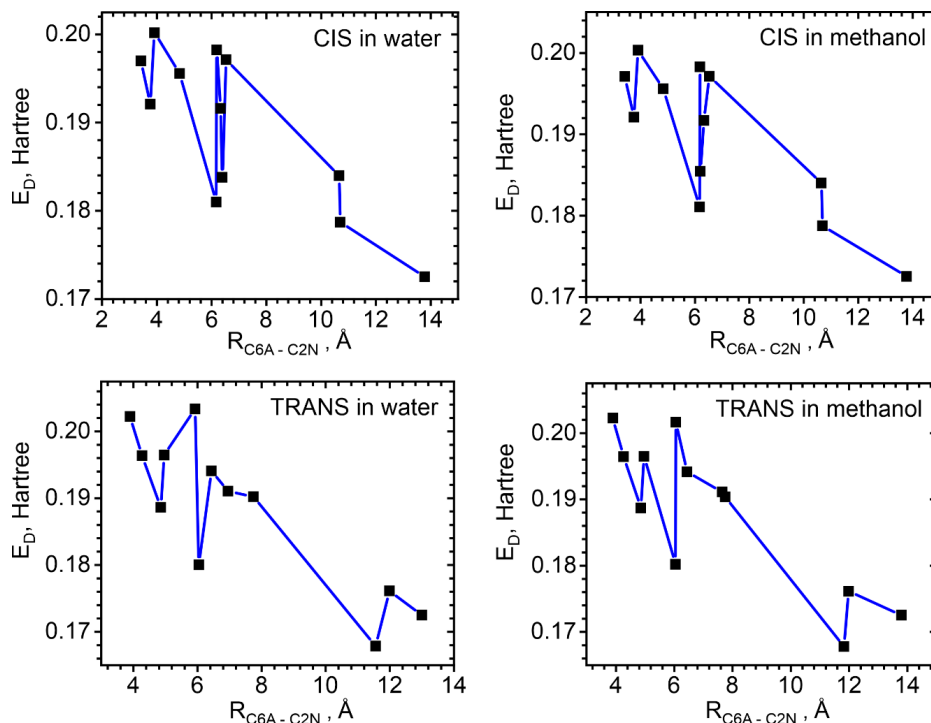 CIS in water
E_D, Hartree
0.20
0.19
0.18
0.17
2 4 6 8 10 12 14
R_C6A - C2N , Å
CIS in methanol
E_D, Hartree
0.20
0.19
0.18
0.17
2 4 6 8 10 12 14
R_C6A - C2N , Å
TRANS in water
E_D, Hartree
0.20
0.19
0.18
0.17
4 6 8 10 12 14
R_C6A - C2N , Å
TRANS in methanol
E_D, Hartree
0.20
0.19
0.18
0.17
4 6 8 10 12 14
R_C6A - C2N , Å